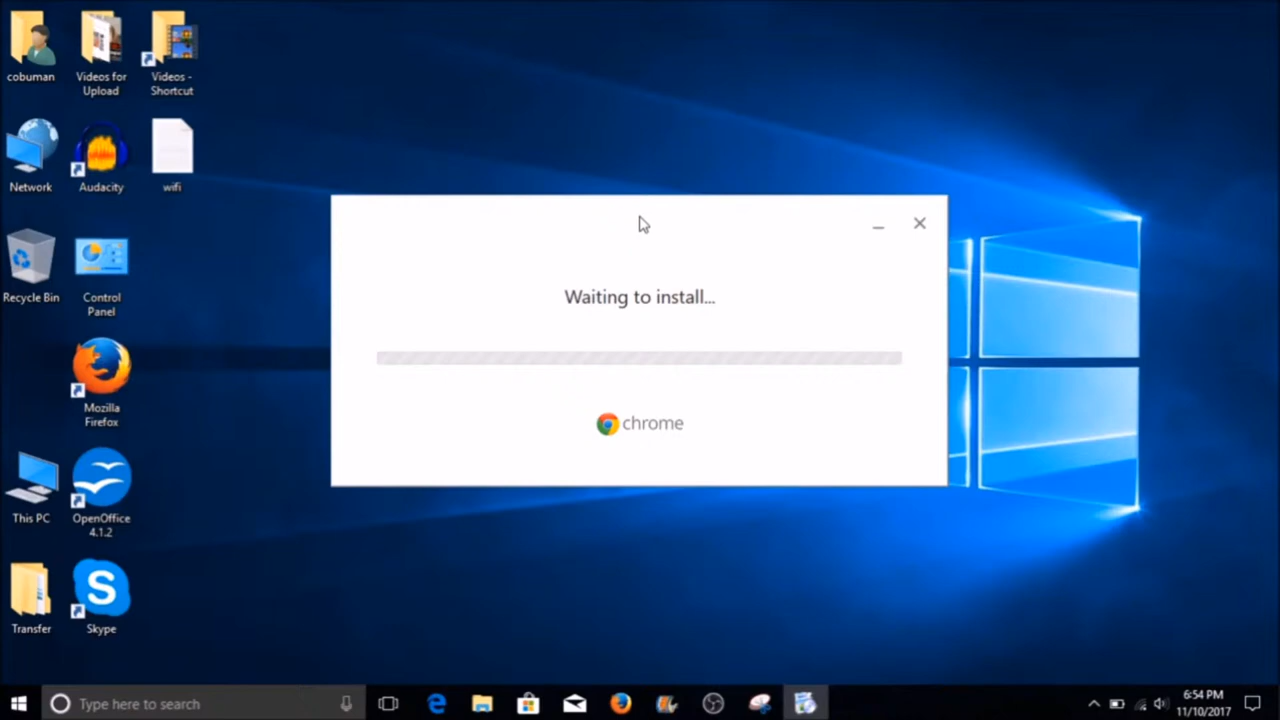 cobuman
Videos for
Upload
Videos -
Shortcut
Network
Audacity
wifi
Recycle Bin
Control
Panel
Mozilla
Firefox
This PC
OpenOffice
4.1.2
Transfer
Skype
Waiting to install...
chrome
Type here to search
6:54 PM
11/10/2017